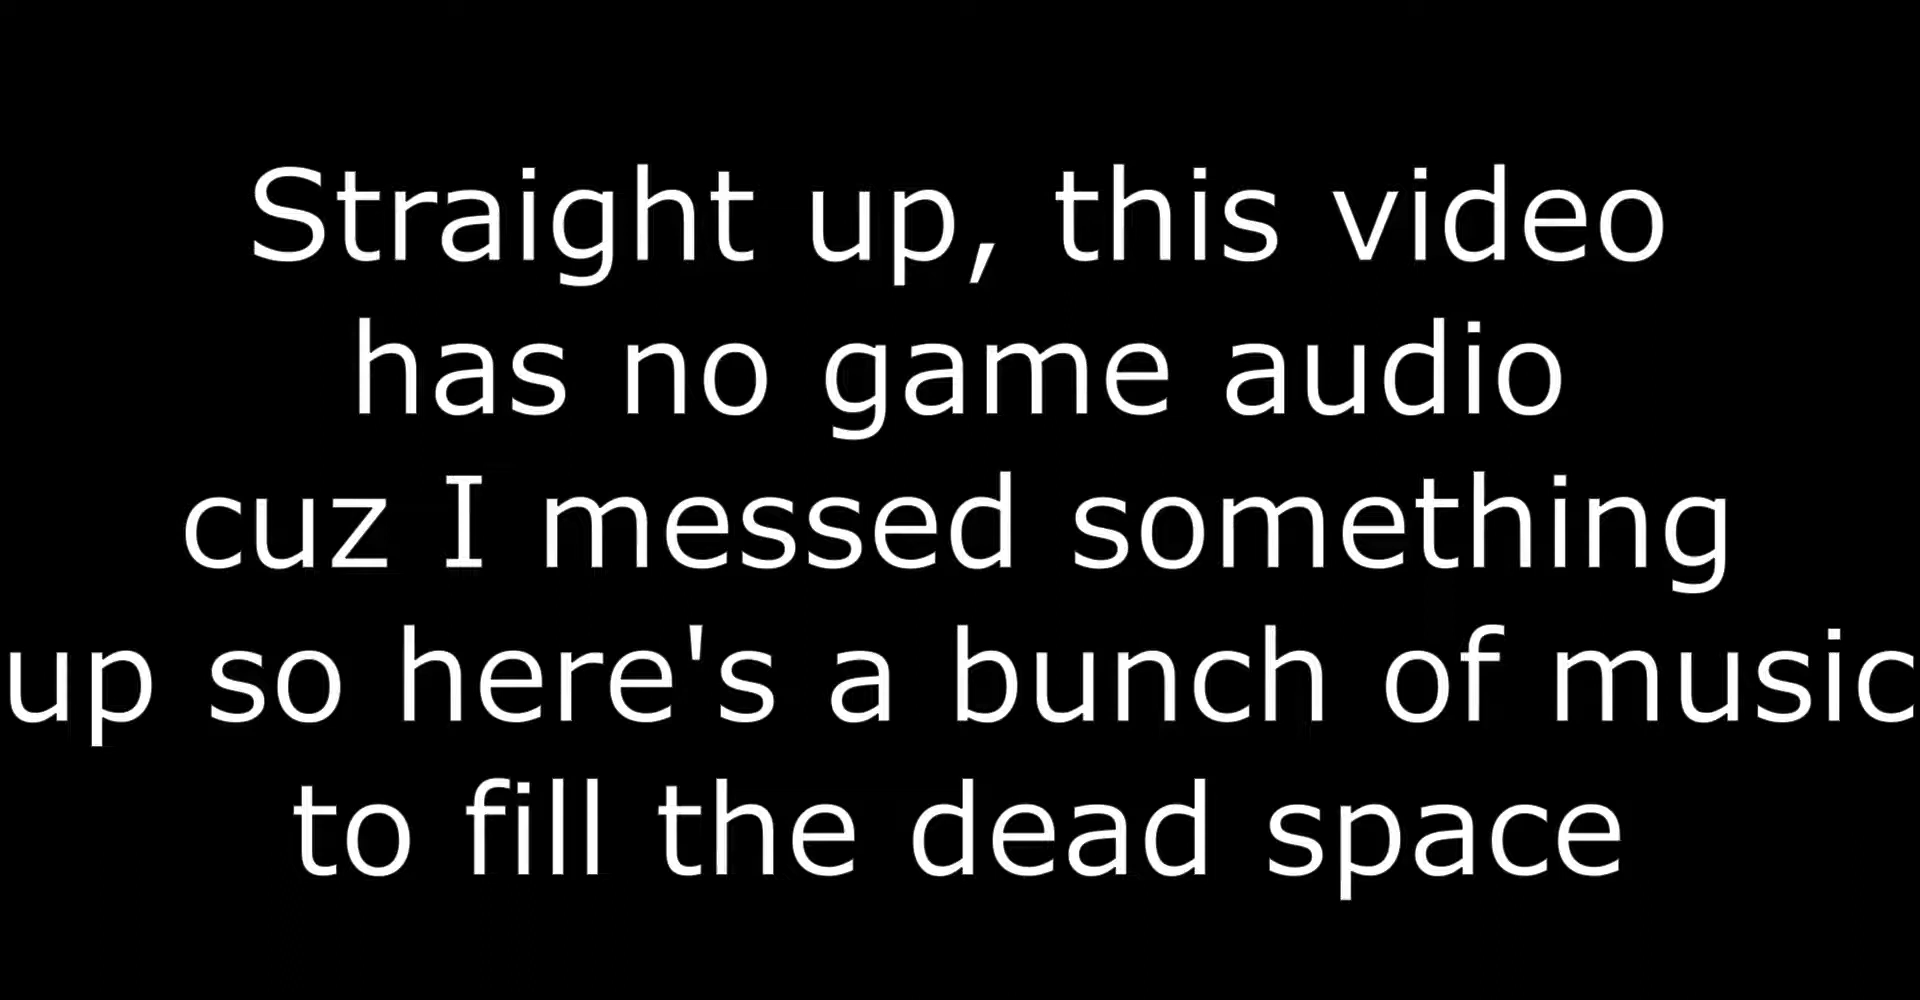 Straight up, this video
has no game audio
cuz I messed something
up so here's a bunch of music
to fill the dead space